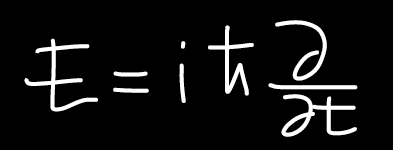 E = iℏ ∂/∂t